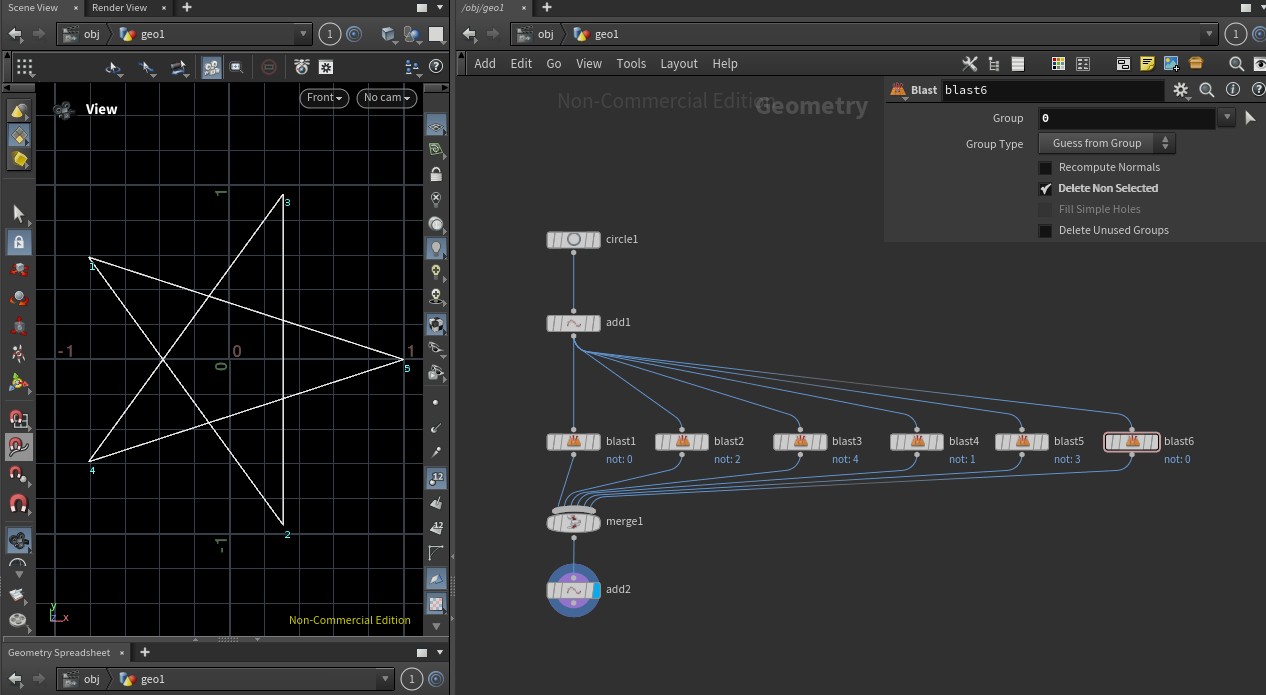 Scene View × Render View × +
/obj/geo1 × +
obj geo1 1
obj geo1 1
Add Edit Go View Tools Layout Help
View
Front No cam
Non-Commercial Edition
Geometry
Blast blast6
Group 0
Group Type Guess from Group
Recompute Normals
Delete Non Selected
Fill Simple Holes
Delete Unused Groups
1
3
1
-1 0 1
0
5
4
2
-1
12
12
y
z x
Non-Commercial Edition
circle1
add1
blast1
not: 0
blast2
not: 2
blast3
not: 4
blast4
not: 1
blast5
not: 3
blast6
not: 0
merge1
add2
Geometry Spreadsheet × +
obj geo1 1